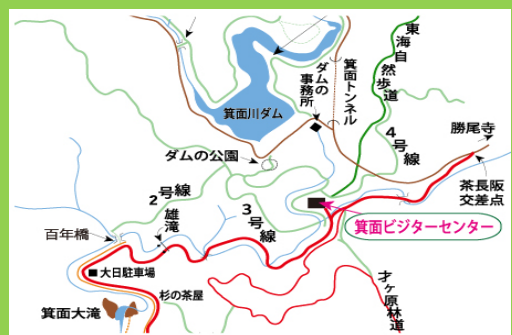 東海自然歩道
箕面トンネル
ダムの
事務所
箕面川ダム
4号線
勝尾寺
ダムの公園
茶長阪
交差点
2号線
雄滝
3号線
箕面ビジターセンター
百年橋
大日駐車場
杉の茶屋
才ヶ原林道
箕面大滝